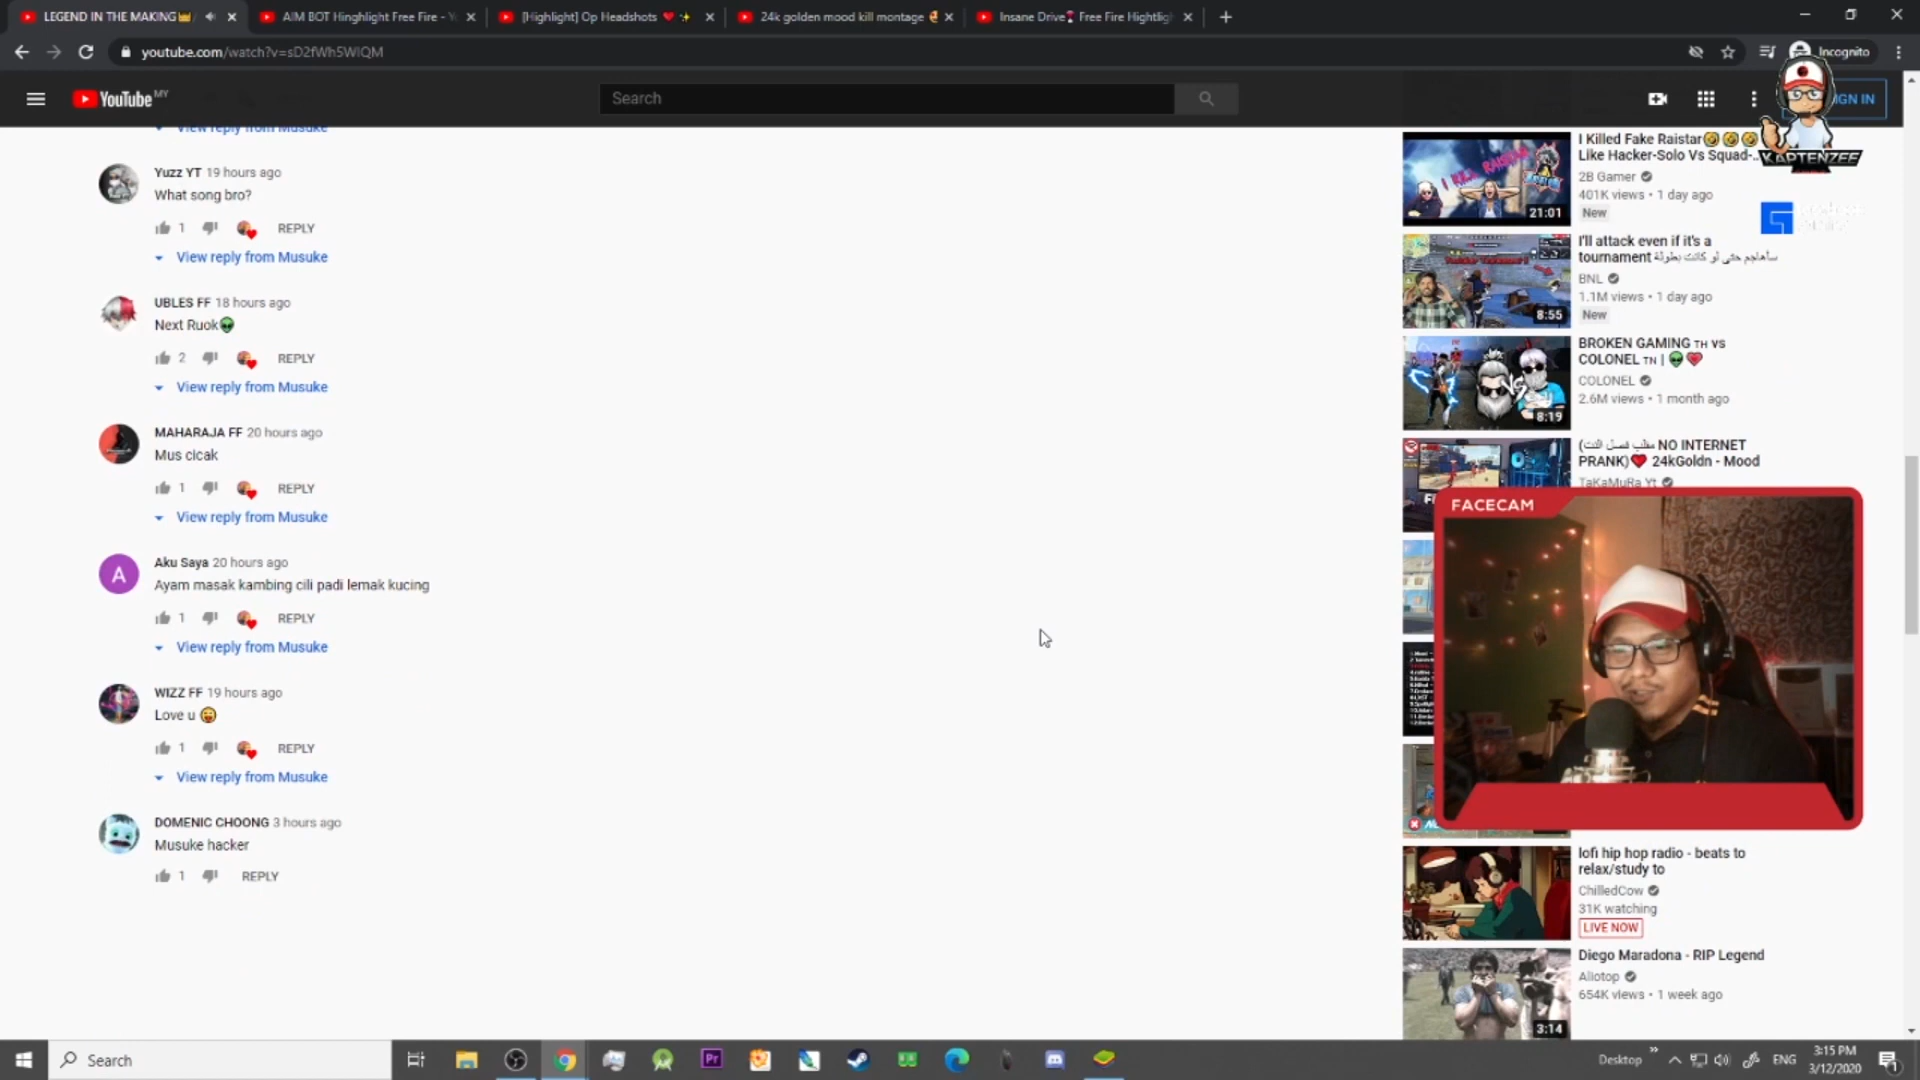 LEGEND IN THE MAKING👑
AIM BOT Hinghlight Free Fire - Y
[Highlight] Op Headshots ❤️✨
24k golden mood kill montage
Insane Drive❣️ Free Fire Hightlig
youtube.com/watch?v=sD2fWh5WlQM
Incognito
YouTube MY
Search
SIGN IN
KAPTENZEE
View reply from Musuke
Yuzz YT 19 hours ago
What song bro?
1 REPLY
View reply from Musuke
UBLES FF 18 hours ago
Next Ruok👽
2 REPLY
View reply from Musuke
MAHARAJA FF 20 hours ago
Mus cicak
1 REPLY
View reply from Musuke
A
Aku Saya 20 hours ago
Ayam masak kambing cili padi lemak kucing
1 REPLY
View reply from Musuke
WIZZ FF 19 hours ago
Love u 😜
1 REPLY
View reply from Musuke
DOMENIC CHOONG 3 hours ago
Musuke hacker
1 REPLY
21:01
I Killed Fake Raistar🤣🤣🤣
Like Hacker-Solo Vs Squad-...
2B Gamer
401K views • 1 day ago
New
8:55
I'll attack even if it's a
tournament سأهاجم حتى لو كانت بطولة
BNL
1.1M views • 1 day ago
New
VS
8:19
BROKEN GAMING TH VS
COLONEL TN | 👽❤️
COLONEL
2.6M views • 1 month ago
(مقلب فصل النت NO INTERNET
PRANK)❤️ 24kGoldn - Mood
TaKaMuRa Yt
FACECAM
lofi hip hop radio - beats to
relax/study to
ChilledCow
31K watching
LIVE NOW
3:14
Diego Maradona - RIP Legend
Aliotop
654K views • 1 week ago
Search
Pr
Desktop
ENG
3:15 PM
3/12/2020
1